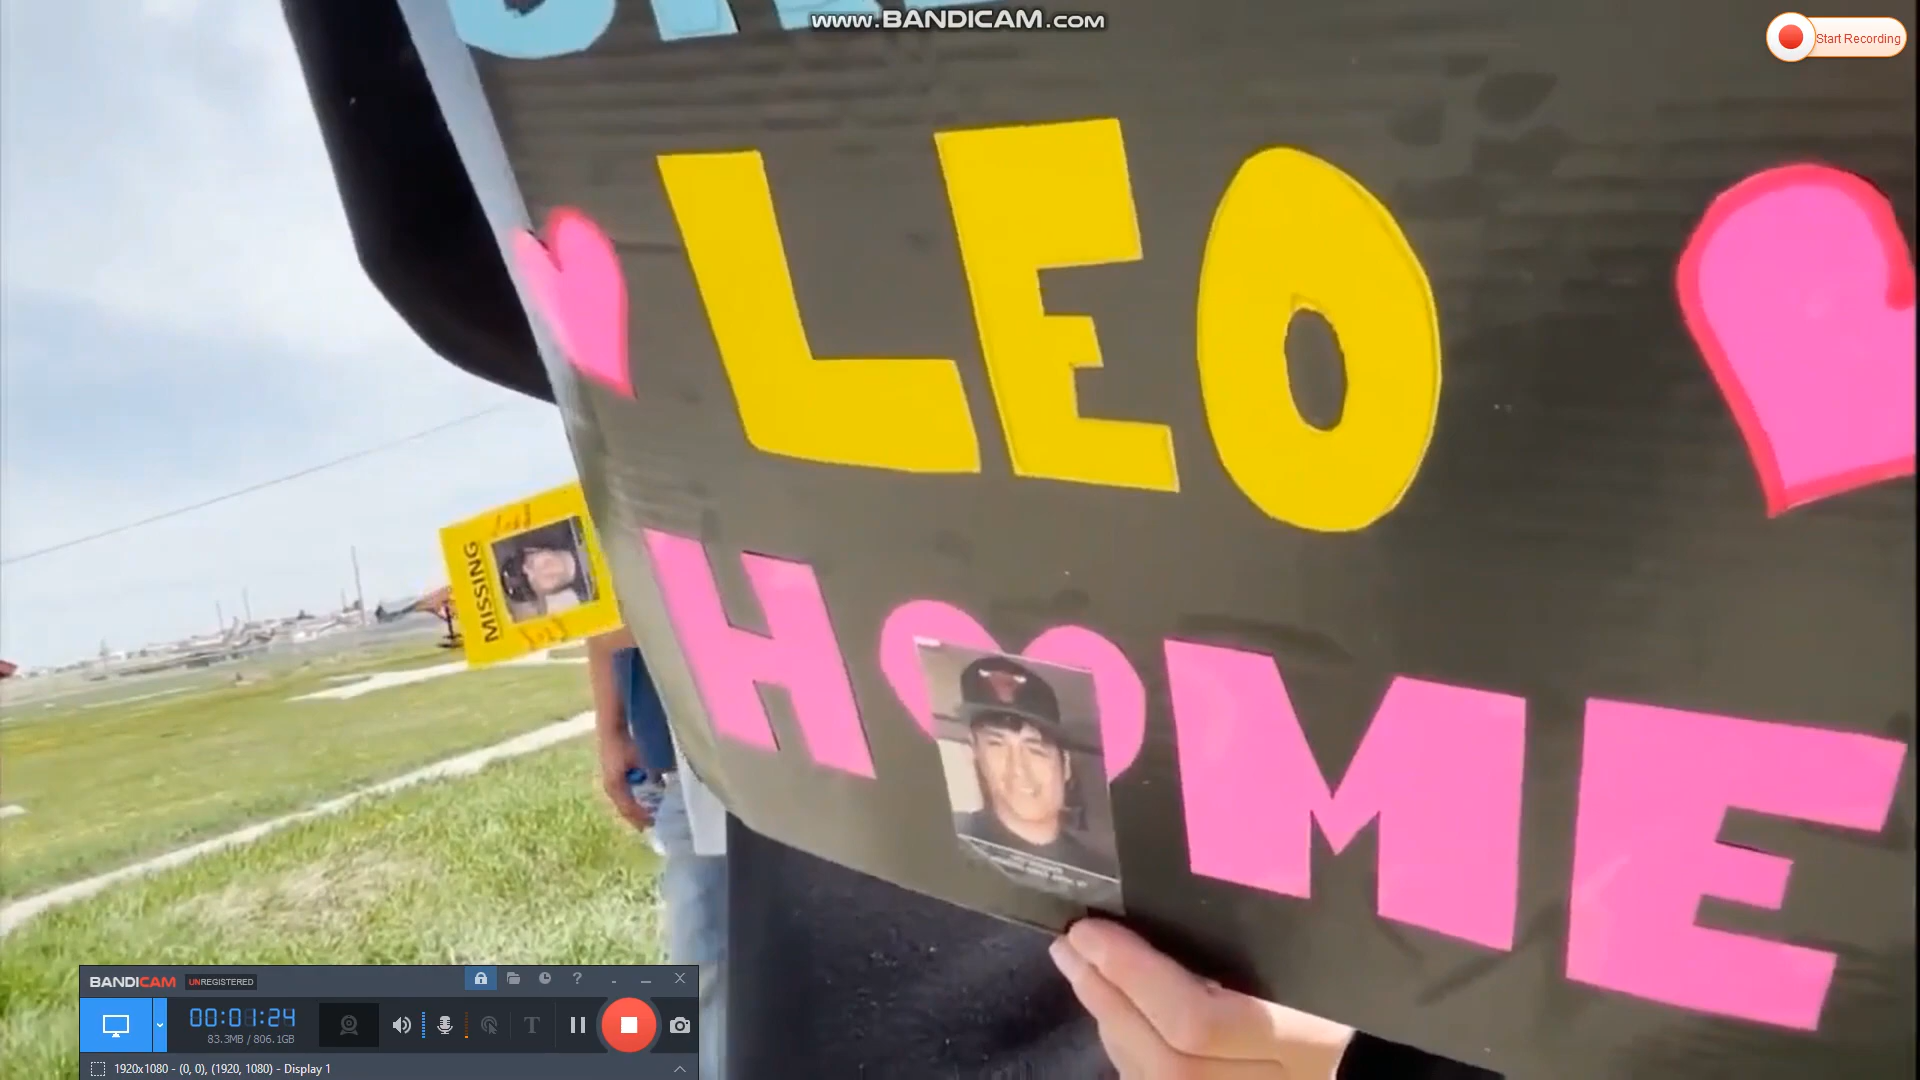 www.BANDICAM.com
Start Recording
LEO
MISSING
HOME
BANDICAM UNREGISTERED
00:01:24
83.3MB / 806.1GB
1920x1080 - (0, 0), (1920, 1080) - Display 1